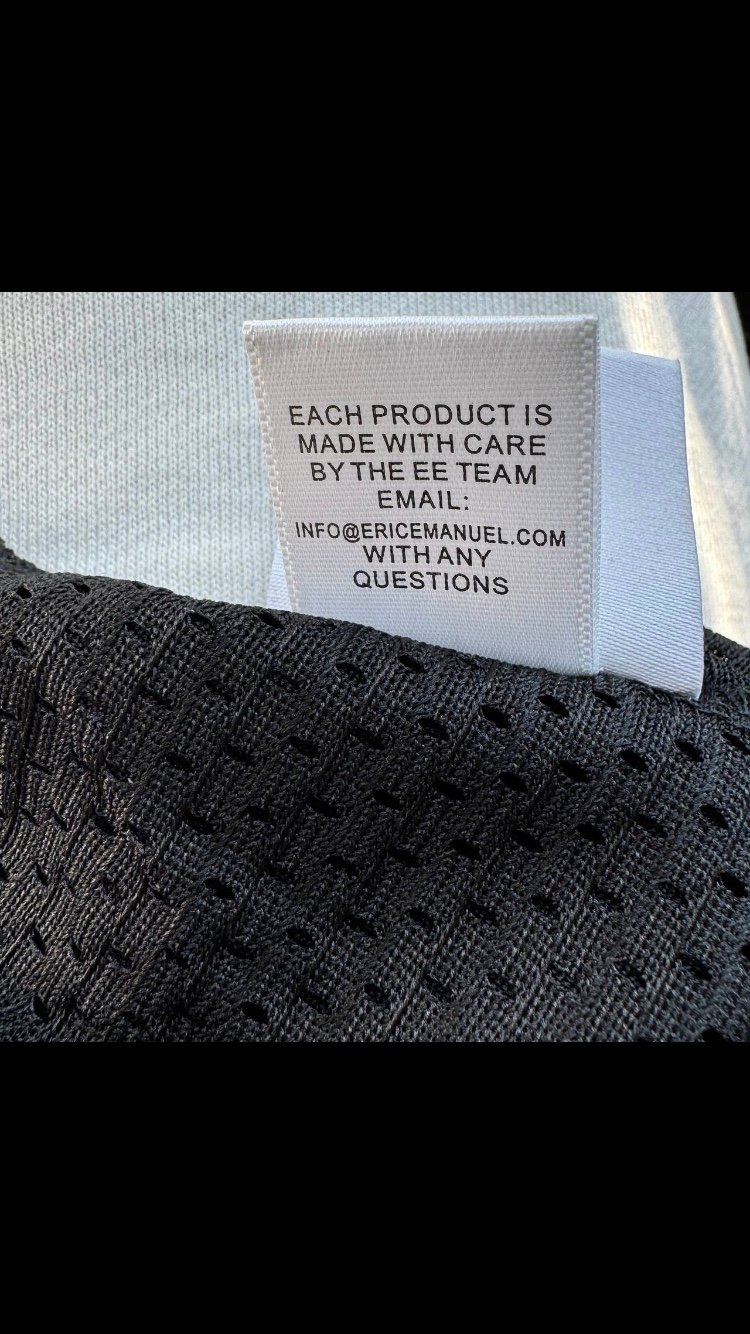 EACH PRODUCT IS
MADE WITH CARE
BY THE EE TEAM
EMAIL:
INFO@ERICEMANUEL.COM
WITH ANY
QUESTIONS